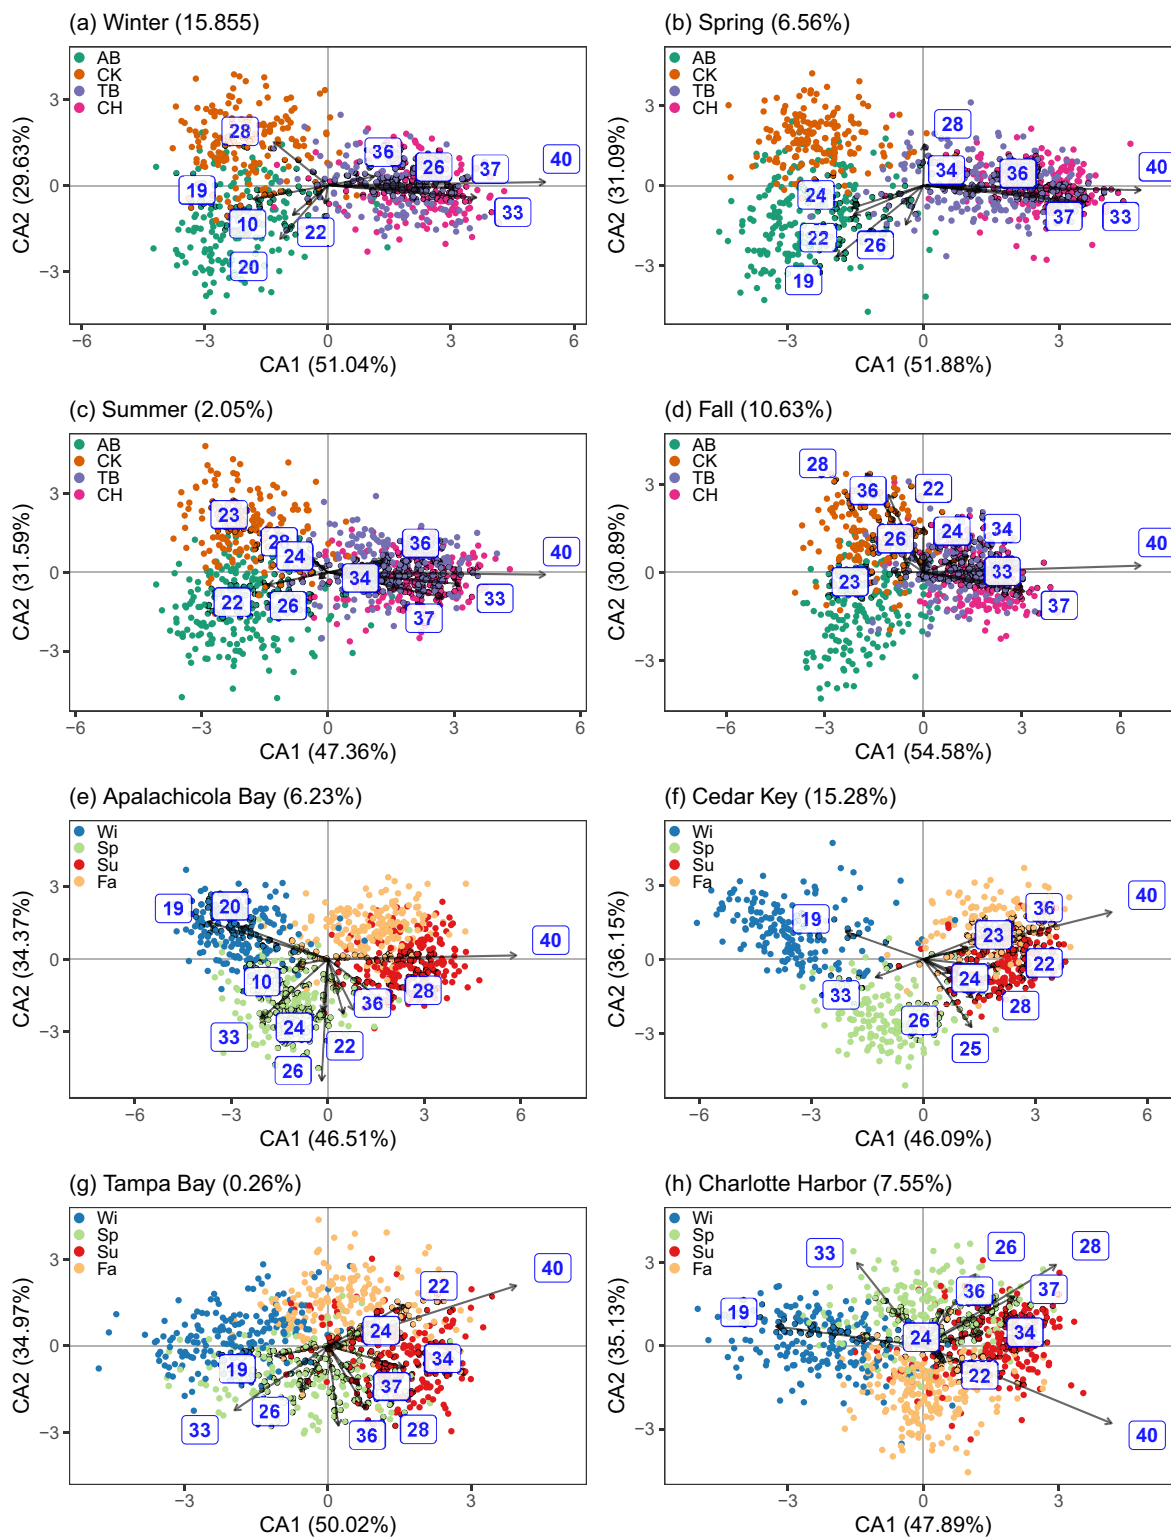 (a) Winter (15.855)
AB
CK
TB
CH
28
36
26
37
40
19
10
22
33
20
3
0
−3
−6
−3
0
3
6
CA2 (29.63%)
CA1 (51.04%)
(b) Spring (6.56%)
AB
CK
TB
CH
28
34
36
40
24
22
26
37
33
19
3
0
−3
−3
0
3
CA2 (31.09%)
CA1 (51.88%)
(c) Summer (2.05%)
AB
CK
TB
CH
23
28
24
36
40
34
22
26
33
37
3
0
−3
−6
−3
0
3
6
CA2 (31.59%)
CA1 (47.36%)
(d) Fall (10.63%)
AB
CK
TB
CH
28
36
22
26
24
34
40
23
33
37
3
0
−3
−6
−3
0
3
6
CA2 (30.89%)
CA1 (54.58%)
(e) Apalachicola Bay (6.23%)
Wi
Sp
Su
Fa
19
20
40
10
36
28
33
24
22
26
3
0
−3
−6
−3
0
3
6
CA2 (34.37%)
CA1 (46.51%)
(f) Cedar Key (15.28%)
Wi
Sp
Su
Fa
40
19
36
23
22
24
33
28
26
25
3
0
−3
−6
−3
0
3
6
CA2 (36.15%)
CA1 (46.09%)
(g) Tampa Bay (0.26%)
Wi
Sp
Su
Fa
40
22
24
34
19
37
26
33
36
28
3
0
−3
−3
0
3
CA2 (34.97%)
CA1 (50.02%)
(h) Charlotte Harbor (7.55%)
Wi
Sp
Su
Fa
33
26
28
36
37
19
24
34
22
40
3
0
−3
−6
−3
0
3
CA2 (35.13%)
CA1 (47.89%)